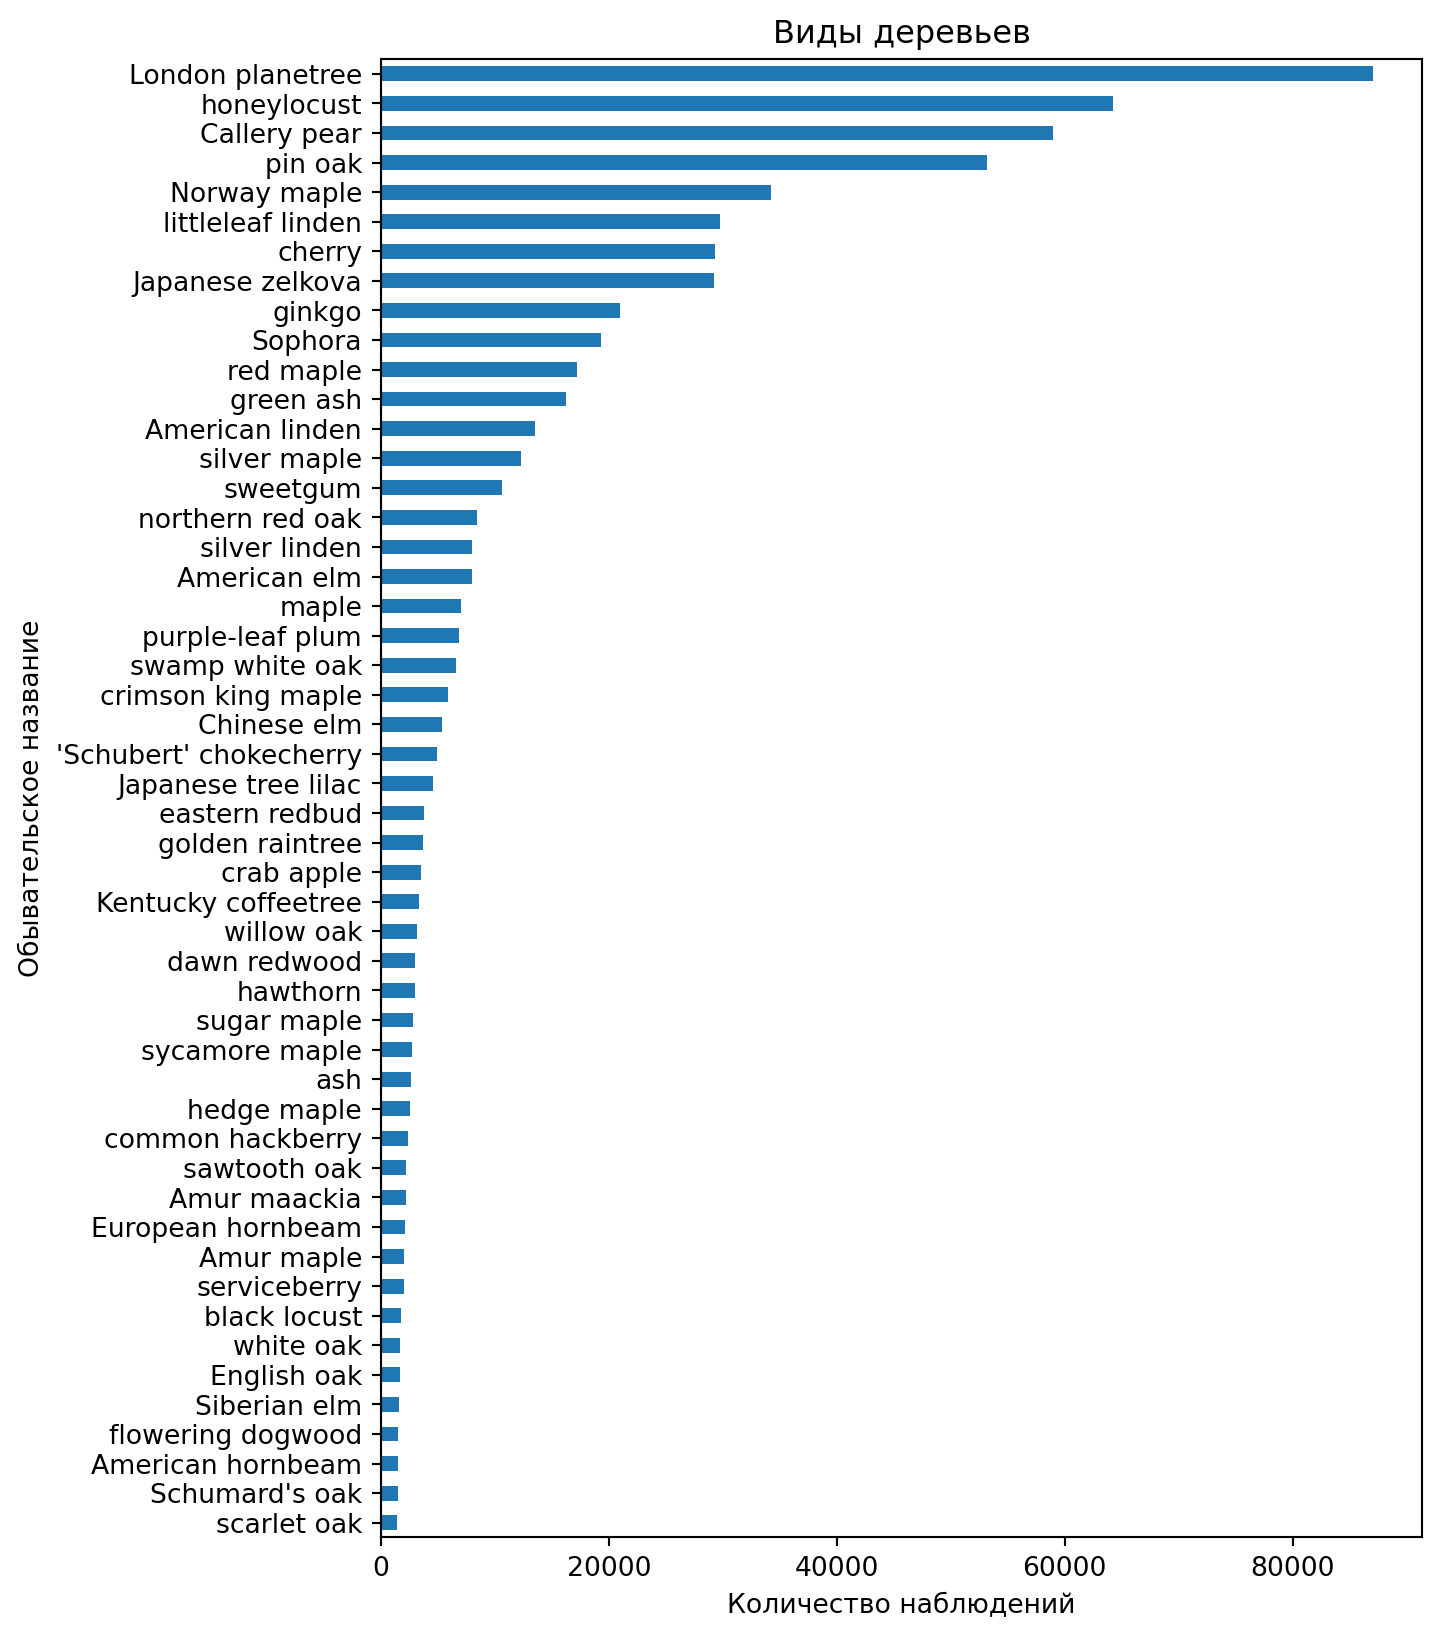 Виды деревьев
London planetree
honeylocust
Callery pear
pin oak
Norway maple
littleleaf linden
cherry
Japanese zelkova
ginkgo
Sophora
red maple
green ash
American linden
silver maple
sweetgum
northern red oak
silver linden
American elm
maple
purple-leaf plum
swamp white oak
crimson king maple
Chinese elm
'Schubert' chokecherry
Japanese tree lilac
eastern redbud
golden raintree
crab apple
Kentucky coffeetree
willow oak
dawn redwood
hawthorn
sugar maple
sycamore maple
ash
hedge maple
common hackberry
sawtooth oak
Amur maackia
European hornbeam
Amur maple
serviceberry
black locust
white oak
English oak
Siberian elm
flowering dogwood
American hornbeam
Schumard's oak
scarlet oak
Обывательское название
0 20000 40000 60000 80000
Количество наблюдений